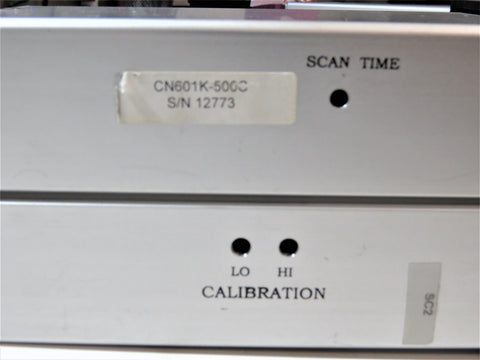 SCAN TIME
CN601K-500C
S/N 12773
LO HI
CALIBRATION
SC2